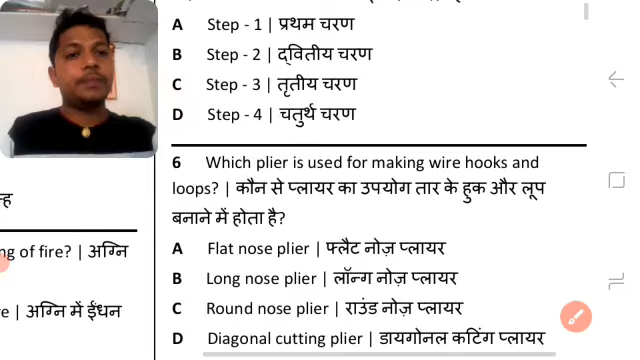 A Step - 1 | प्रथम चरण
B Step - 2 | द्वितीय चरण
C Step - 3 | तृतीय चरण
D Step - 4 | चतुर्थ चरण
6 Which plier is used for making wire hooks and
loops? | कौन से प्लायर का उपयोग तार के हुक और लूप
बनाने में होता है?
A Flat nose plier | फ्लैट नोज़ प्लायर
B Long nose plier | लॉन्ग नोज़ प्लायर
C Round nose plier | राउंड नोज़ प्लायर
D Diagonal cutting plier | डायगोनल कटिंग प्लायर
ng of fire? | अग्नि
e | अग्नि में ईंधन